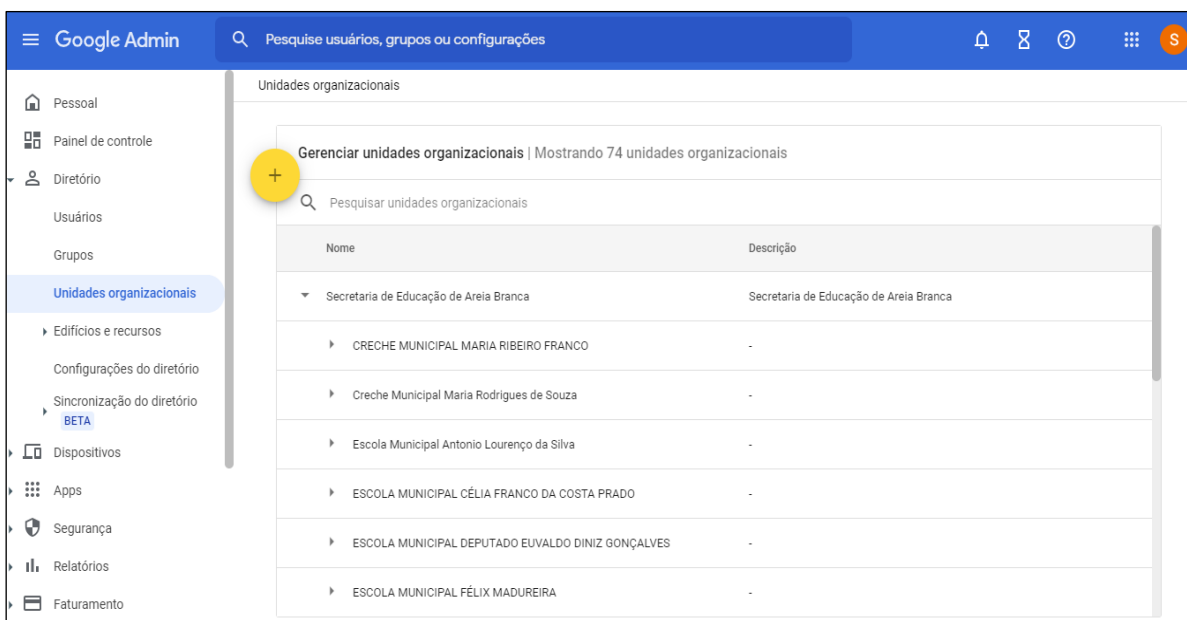 Google Admin
Pesquise usuários, grupos ou configurações
S
Pessoal
Painel de controle
Diretório
Usuários
Grupos
Unidades organizacionais
Edifícios e recursos
Configurações do diretório
Sincronização do diretório
BETA
Dispositivos
Apps
Segurança
Relatórios
Faturamento
Unidades organizacionais
Gerenciar unidades organizacionais | Mostrando 74 unidades organizacionais
+
Pesquisar unidades organizacionais
Nome Descrição
Secretaria de Educação de Areia Branca Secretaria de Educação de Areia Branca
CRECHE MUNICIPAL MARIA RIBEIRO FRANCO -
Creche Municipal Maria Rodrigues de Souza -
Escola Municipal Antonio Lourenço da Silva -
ESCOLA MUNICIPAL CÉLIA FRANCO DA COSTA PRADO -
ESCOLA MUNICIPAL DEPUTADO EUVALDO DINIZ GONÇALVES -
ESCOLA MUNICIPAL FÉLIX MADUREIRA -